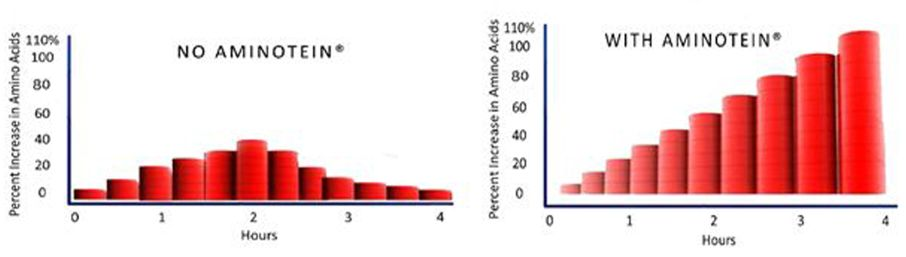 NO AMINOTEIN®
Percent Increase in Amino Acids
110%
100
80
60
40
20
0
0 1 2 3 4
Hours
WITH AMINOTEIN®
Percent Increase in Amino Acids
110%
100
80
60
40
20
0
0 1 2 3 4
Hours